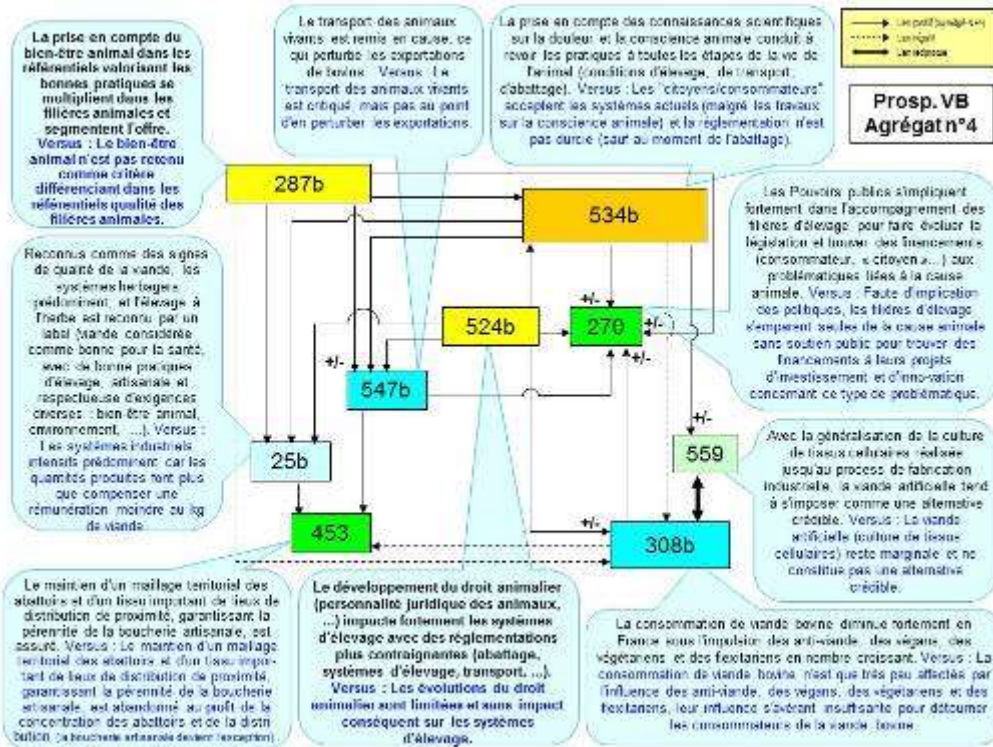 La prise en compte du
bien-être animal dans les
référentiels valorisant les
bonnes pratiques se
multiplient dans les
filières animales et
segmentent l'offre.
Versus : Le bien-être
animal n'est pas retenu
comme critère
différenciant dans les
référentiels qualité des
filières animales.
Le transport des animaux
vivants est remis en cause, ce
qui perturbe les exportations
de bovins. Versus : Le
transport des animaux vivants
est critiqué, mais pas au point
d'en perturber les exportations.
La prise en compte des connaissances scientifiques
sur la douleur et la conscience animale conduit à
revoir les pratiques à toutes les étapes de la vie de
l'animal (conditions d'élevage, de transport,
d'abattage). Versus : Les "citoyens/consommateurs"
acceptent les systèmes actuels (malgré les travaux
sur la conscience animale) et la réglementation n'est
pas durcie (sauf au moment de l'abattage).
Lien positif
Lien négatif
Lien réciproque
Prosp. VB
Agrégat n°4
287b
534b
Les Pouvoirs publics s'impliquent
fortement dans l'accompagnement des
filières d'élevage pour faire évoluer la
législation et trouver des financements
(consommateur, « citoyen »...) aux
problématiques liées à la cause
animale. Versus : Faute d'implication
des politiques, les filières d'élevage
s'emparent seules de la cause animale
sans soutien public pour trouver des
financements à leurs projets
d'investissement et d'inno-vation
concernant ce type de problématique.
Reconnus comme des signes
de qualité de la viande, les
systèmes herbagers
prédominent, et l'élevage à
l'herbe est reconnu par un
label (viande considérée
comme bonne pour la santé,
avec de bonne pratiques
d'élevage, artisanale et
respectueuse d'exigences
diverses : bien-être animal,
environnement, ...). Versus :
Les systèmes industriels
intensifs prédominent car les
quantités produites font plus
que compenser une
rémunération moindre au kg
de viande.
+/-
524b
270
+/-
+/-
+/-
547b
+/-
25b
559
Avec la généralisation de la culture
de tissus cellulaires réalisée
jusqu'au process de fabrication
industrielle, la viande artificielle tend
à s'imposer comme une alternative
crédible. Versus : La viande
artificielle (culture de tissus
cellulaires) reste marginale et ne
constitue pas une alternative
crédible.
453
+/-
308b
Le maintien d'un maillage territorial des
abattoirs et d'un tissu important de lieux de
distribution de proximité, garantissant la
pérennité de la boucherie artisanale, est
assuré. Versus : Le maintien d'un maillage
territorial des abattoirs et d'un tissu impor-
tant de lieux de distribution de proximité,
garantissant la pérennité de la boucherie
artisanale, est abandonné au profit de la
concentration des abattoirs et de la distri-
bution (la boucherie artisanale devient l'exception).
Le développement du droit animalier
(personnalité juridique des animaux,
...) impacte fortement les systèmes
d'élevage avec des réglementations
plus contraignantes (abattage,
systèmes d'élevage, transport, ...).
Versus : Les évolutions du droit
animalier sont limitées et sans impact
conséquent sur les systèmes
d'élevage.
La consommation de viande bovine diminue fortement en
France sous l'impulsion des anti-viande, des végans, des
végétariens et des flexitariens en nombre croissant. Versus : La
consommation de viande bovine n'est que très peu affectés par
l'influence des anti-viande, des végans, des végétariens et des
flexitariens, leur influence s'avérant insuffisante pour détourner
les consommateurs de la viande bovine.